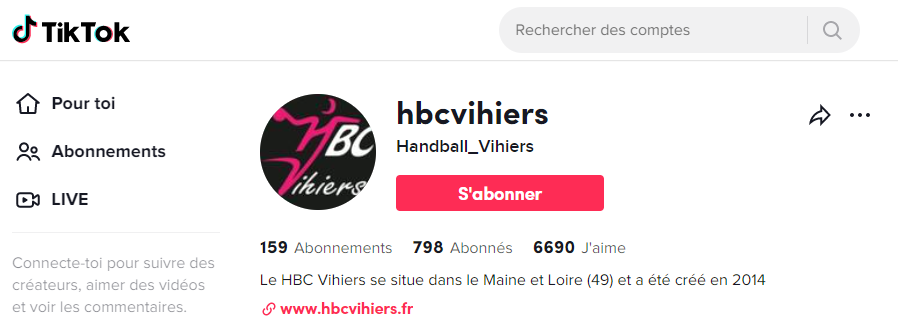 TikTok
Rechercher des comptes
Pour toi
Abonnements
LIVE
Connecte-toi pour suivre des
créateurs, aimer des vidéos
et voir les commentaires.
HBC
Vihiers
hbcvihiers
Handball_Vihiers
S'abonner
159 Abonnements 798 Abonnés 6690 J'aime
Le HBC Vihiers se situe dans le Maine et Loire (49) et a été créé en 2014
www.hbcvihiers.fr